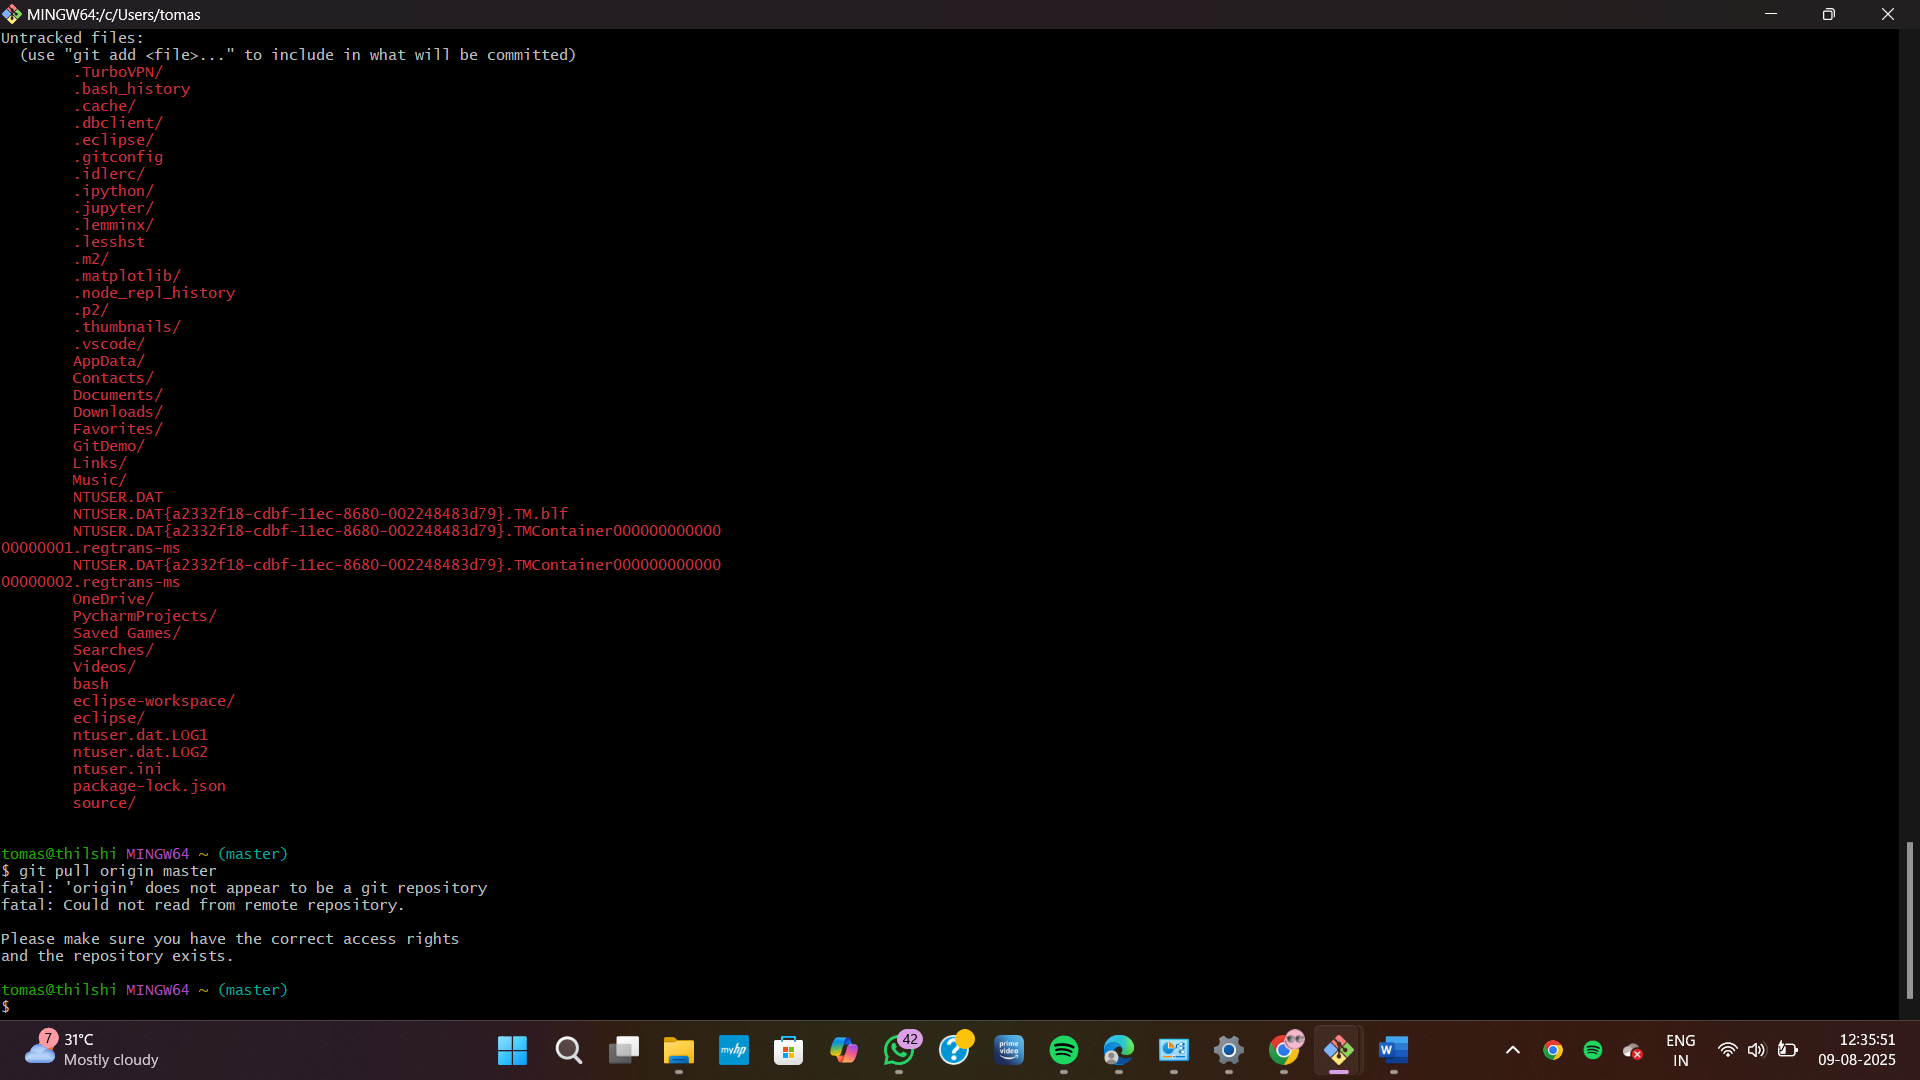 MINGW64:/c/Users/tomas
Untracked files:
  (use "git add <file>..." to include in what will be committed)
        .TurboVPN/
        .bash_history
        .cache/
        .dbclient/
        .eclipse/
        .gitconfig
        .idlerc/
        .ipython/
        .jupyter/
        .lemminx/
        .lesshst
        .m2/
        .matplotlib/
        .node_repl_history
        .p2/
        .thumbnails/
        .vscode/
        AppData/
        Contacts/
        Documents/
        Downloads/
        Favorites/
        GitDemo/
        Links/
        Music/
        NTUSER.DAT
        NTUSER.DAT{a2332f18-cdbf-11ec-8680-002248483d79}.TM.blf
        NTUSER.DAT{a2332f18-cdbf-11ec-8680-002248483d79}.TMContainer000000000000
00000001.regtrans-ms
        NTUSER.DAT{a2332f18-cdbf-11ec-8680-002248483d79}.TMContainer000000000000
00000002.regtrans-ms
        OneDrive/
        PycharmProjects/
        Saved Games/
        Searches/
        Videos/
        bash
        eclipse-workspace/
        eclipse/
        ntuser.dat.LOG1
        ntuser.dat.LOG2
        ntuser.ini
        package-lock.json
        source/
tomas@thilshi MINGW64 ~ (master)
$ git pull origin master
fatal: 'origin' does not appear to be a git repository
fatal: Could not read from remote repository.
Please make sure you have the correct access rights
and the repository exists.
tomas@thilshi MINGW64 ~ (master)
$
7
31°C
Mostly cloudy
myhp
42
prime video
W
ENG
IN
12:35:51
09-08-2025